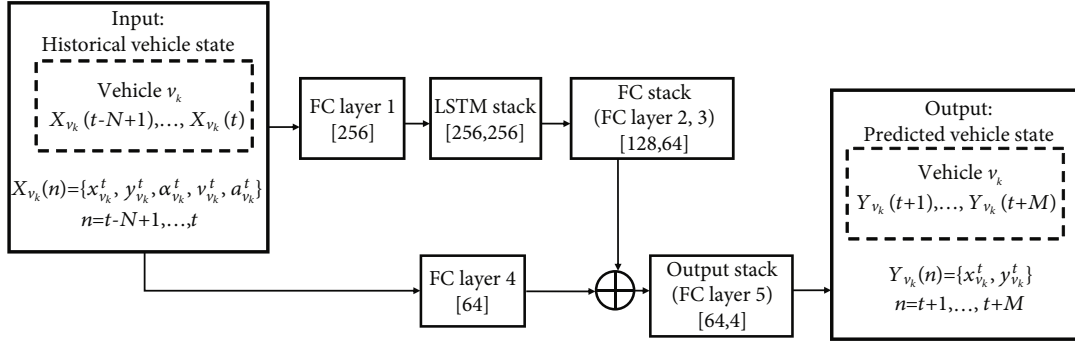 Input:
Historical vehicle state
Vehicle v_k
X_{v_k}(t-N+1),..., X_{v_k}(t)
X_{v_k}(n)={x^t_{v_k}, y^t_{v_k}, α^t_{v_k}, v^t_{v_k}, a^t_{v_k}}
n=t-N+1,...,t
FC layer 1
[256]
LSTM stack
[256,256]
FC stack
(FC layer 2, 3)
[128,64]
FC layer 4
[64]
Output stack
(FC layer 5)
[64,4]
Output:
Predicted vehicle state
Vehicle v_k
Y_{v_k}(t+1),..., Y_{v_k}(t+M)
Y_{v_k}(n)={x^t_{v_k}, y^t_{v_k}}
n=t+1,..., t+M